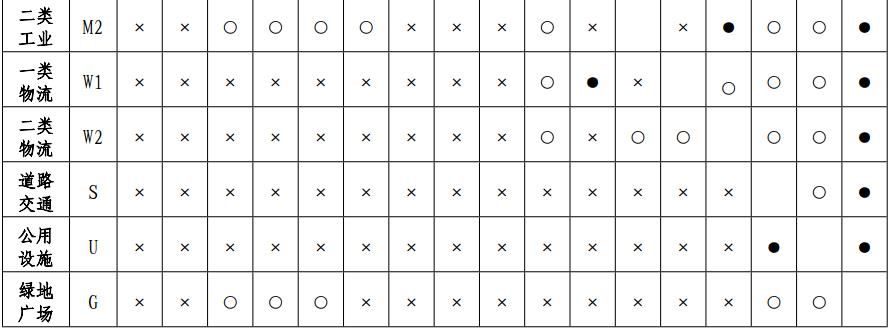 二类
工业 M2 × × ○ ○ ○ ○ × × × ○ × × ● ○ ○ ●
一类
物流 W1 × × × × × × × × × ○ ● × ○ ○ ○ ●
二类
物流 W2 × × × × × × × × × ○ × ○ ○ ○ ○ ●
道路
交通 S × × × × × × × × × × × × × × ○ ●
公用
设施 U × × × × × × × × × × × × × × ● ●
绿地
广场 G × × ○ ○ ○ × × × × × × × × × ○ ○